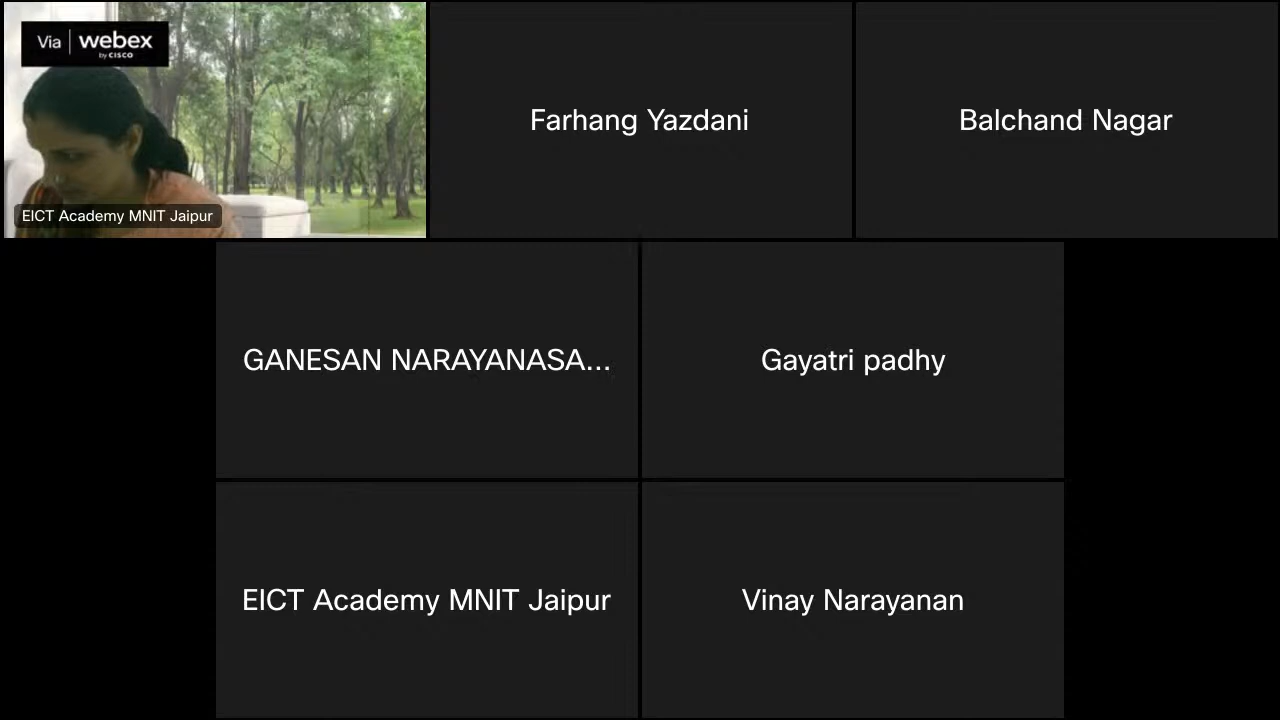 Via | webex
by CISCO
EICT Academy MNIT Jaipur
Farhang Yazdani
Balchand Nagar
GANESAN NARAYANASA...
Gayatri padhy
EICT Academy MNIT Jaipur
Vinay Narayanan